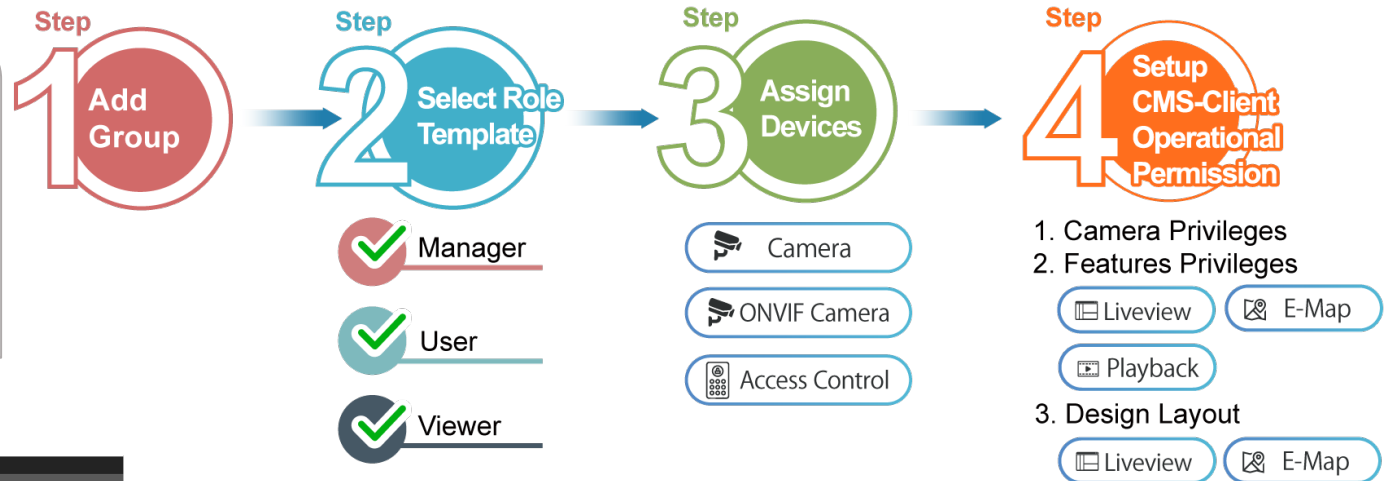 Step
1
Add
Group
Step
2
Select Role
Template
Manager
User
Viewer
Step
3
Assign
Devices
Camera
ONVIF Camera
Access Control
Step
4
Setup
CMS-Client
Operational
Permission
1. Camera Privileges
2. Features Privileges
Liveview
E-Map
Playback
3. Design Layout
Liveview
E-Map